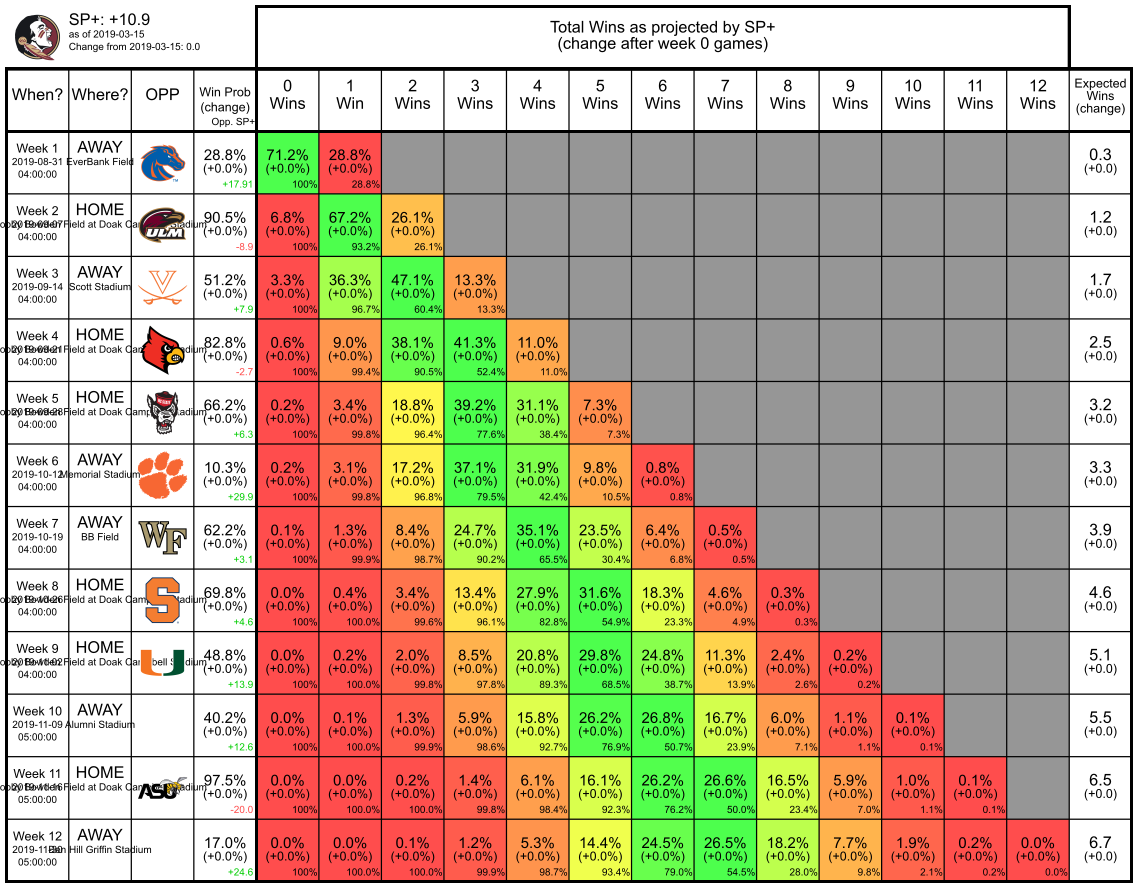 SP+: +10.9
as of 2019-03-15
Change from 2019-03-15: 0.0
Total Wins as projected by SP+
(change after week 0 games)
When? Where? OPP Win Prob (change) Opp. SP+ 0 Wins 1 Win 2 Wins 3 Wins 4 Wins 5 Wins 6 Wins 7 Wins 8 Wins 9 Wins 10 Wins 11 Wins 12 Wins Expected Wins (change)
Week 1 AWAY 28.8% 71.2% 28.8% 0.3
2019-08-31 EverBank Field (+0.0%) (+0.0%) (+0.0%) (+0.0)
04:00:00 +17.91 100% 28.8%
Week 2 HOME 90.5% 6.8% 67.2% 26.1% 1.2
Field at Doak ULM (+0.0%) (+0.0%) (+0.0%) (+0.0%) (+0.0)
04:00:00 -8.9 100% 93.2% 26.1%
Week 3 AWAY 51.2% 3.3% 36.3% 47.1% 13.3% 1.7
2019-09-14 Scott Stadium V (+0.0%) (+0.0%) (+0.0%) (+0.0%) (+0.0%) (+0.0)
04:00:00 +7.9 100% 96.7% 60.4% 13.3%
Week 4 HOME 82.8% 0.6% 9.0% 38.1% 41.3% 11.0% 2.5
Field at Doak (+0.0%) (+0.0%) (+0.0%) (+0.0%) (+0.0%) (+0.0%) (+0.0)
04:00:00 -2.7 100% 99.4% 90.5% 52.4% 11.0%
Week 5 HOME 66.2% 0.2% 3.4% 18.8% 39.2% 31.1% 7.3% 3.2
Field at Doak (+0.0%) (+0.0%) (+0.0%) (+0.0%) (+0.0%) (+0.0%) (+0.0%) (+0.0)
04:00:00 +6.3 100% 99.8% 96.4% 77.6% 38.4% 7.3%
Week 6 AWAY 10.3% 0.2% 3.1% 17.2% 37.1% 31.9% 9.8% 0.8% 3.3
2019-10-12 Memorial Stadium (+0.0%) (+0.0%) (+0.0%) (+0.0%) (+0.0%) (+0.0%) (+0.0%) (+0.0%) (+0.0)
04:00:00 +29.9 100% 99.8% 96.8% 79.5% 42.4% 10.5% 0.8%
Week 7 AWAY 62.2% 0.1% 1.3% 8.4% 24.7% 35.1% 23.5% 6.4% 0.5% 3.9
2019-10-19 BB Field WF (+0.0%) (+0.0%) (+0.0%) (+0.0%) (+0.0%) (+0.0%) (+0.0%) (+0.0%) (+0.0%) (+0.0)
04:00:00 +3.1 100% 99.9% 98.7% 90.2% 65.5% 30.4% 6.8% 0.5%
Week 8 HOME 69.8% 0.0% 0.4% 3.4% 13.4% 27.9% 31.6% 18.3% 4.6% 0.3% 4.6
Field at Doak S (+0.0%) (+0.0%) (+0.0%) (+0.0%) (+0.0%) (+0.0%) (+0.0%) (+0.0%) (+0.0%) (+0.0%) (+0.0)
04:00:00 +4.6 100% 100.0% 99.6% 96.1% 82.8% 54.9% 23.3% 4.9% 0.3%
Week 9 HOME 48.8% 0.0% 0.2% 2.0% 8.5% 20.8% 29.8% 24.8% 11.3% 2.4% 0.2% 5.1
Field at Doak U (+0.0%) (+0.0%) (+0.0%) (+0.0%) (+0.0%) (+0.0%) (+0.0%) (+0.0%) (+0.0%) (+0.0%) (+0.0%) (+0.0)
04:00:00 +13.9 100% 100.0% 99.8% 97.8% 89.3% 68.5% 38.7% 13.9% 2.6% 0.2%
Week 10 AWAY 40.2% 0.0% 0.1% 1.3% 5.9% 15.8% 26.2% 26.8% 16.7% 6.0% 1.1% 0.1% 5.5
2019-11-09 Alumni Stadium (+0.0%) (+0.0%) (+0.0%) (+0.0%) (+0.0%) (+0.0%) (+0.0%) (+0.0%) (+0.0%) (+0.0%) (+0.0%) (+0.0%) (+0.0)
05:00:00 +12.6 100% 100.0% 99.9% 98.6% 92.7% 76.9% 50.7% 23.9% 7.1% 1.1% 0.1%
Week 11 HOME 97.5% 0.0% 0.0% 0.2% 1.4% 6.1% 16.1% 26.2% 26.6% 16.5% 5.9% 1.0% 0.1% 6.5
Field at Doak ASU (+0.0%) (+0.0%) (+0.0%) (+0.0%) (+0.0%) (+0.0%) (+0.0%) (+0.0%) (+0.0%) (+0.0%) (+0.0%) (+0.0%) (+0.0%) (+0.0)
05:00:00 -20.0 100% 100.0% 100.0% 99.8% 98.4% 92.3% 76.2% 50.0% 23.4% 7.0% 1.1% 0.1%
Week 12 AWAY 17.0% 0.0% 0.0% 0.1% 1.2% 5.3% 14.4% 24.5% 26.5% 18.2% 7.7% 1.9% 0.2% 0.0% 6.7
Hill Griffin Stadium (+0.0%) (+0.0%) (+0.0%) (+0.0%) (+0.0%) (+0.0%) (+0.0%) (+0.0%) (+0.0%) (+0.0%) (+0.0%) (+0.0%) (+0.0%) (+0.0%) (+0.0)
05:00:00 +24.6 100% 100.0% 100.0% 99.9% 98.7% 93.4% 79.0% 54.5% 28.0% 9.8% 2.1% 0.2% 0.0%